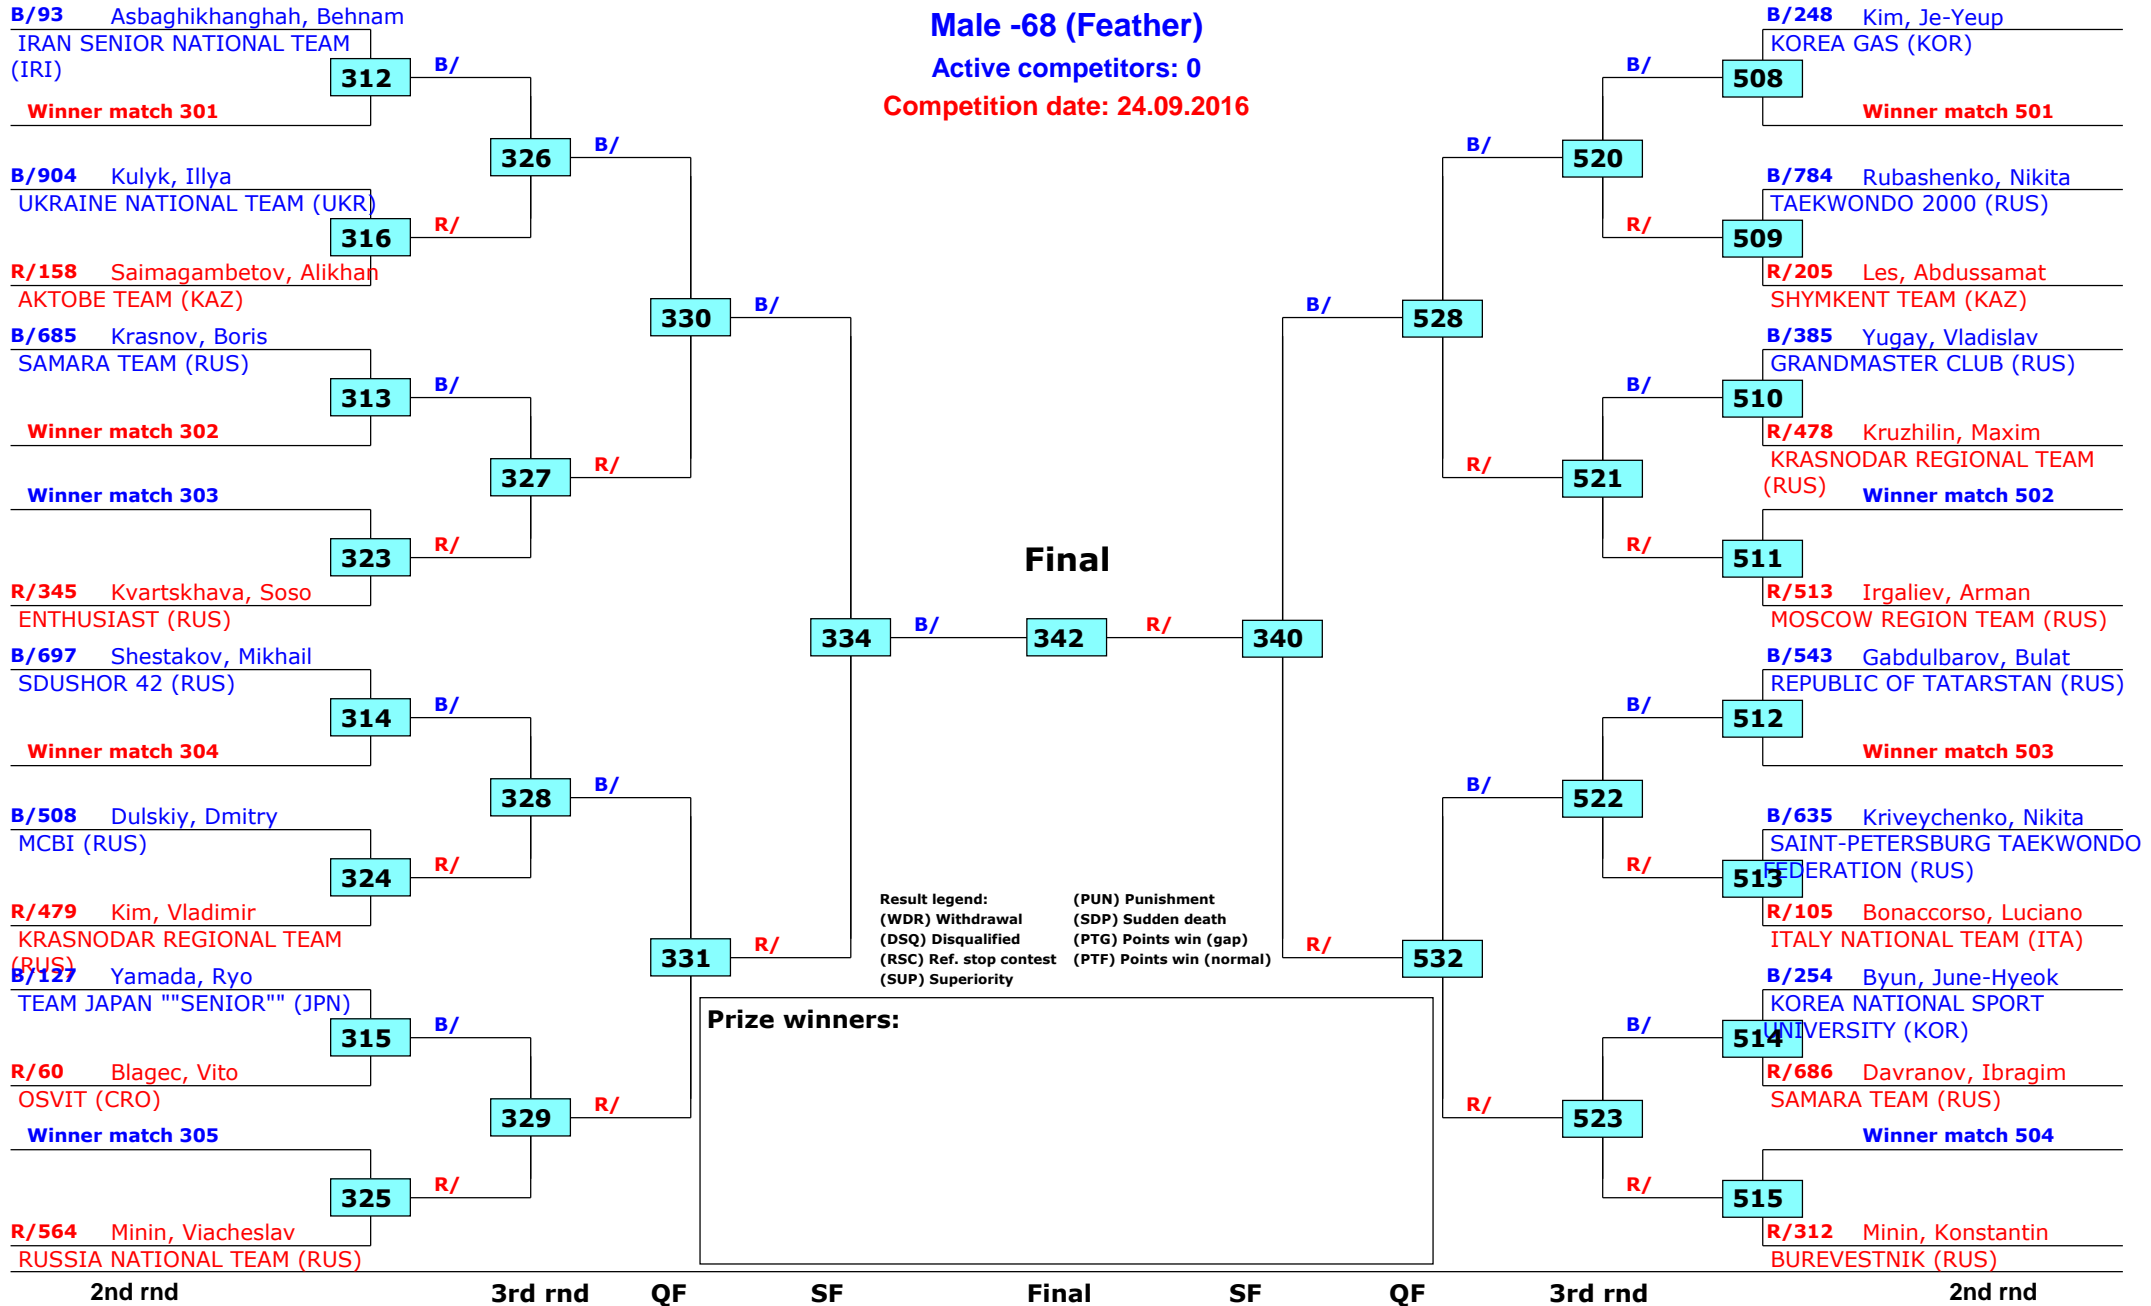 Male -68 (Feather)
Active competitors: 0
Competition date: 24.09.2016
B/93 Asbaghikhanghah, Behnam
IRAN SENIOR NATIONAL TEAM
(IRI)
312
B/
Winner match 301
326
B/
B/904 Kulyk, Illya
UKRAINE NATIONAL TEAM (UKR)
316
R/
R/158 Saimagambetov, Alikhan
AKTOBE TEAM (KAZ)
330
B/
B/685 Krasnov, Boris
SAMARA TEAM (RUS)
313
B/
Winner match 302
327
R/
Winner match 303
323
R/
R/345 Kvartskhava, Soso
ENTHUSIAST (RUS)
334
B/
B/697 Shestakov, Mikhail
SDUSHOR 42 (RUS)
314
B/
Winner match 304
328
B/
B/508 Dulskiy, Dmitry
MCBI (RUS)
324
R/
R/479 Kim, Vladimir
KRASNODAR REGIONAL TEAM
(RUS)
331
R/
B/127 Yamada, Ryo
TEAM JAPAN ""SENIOR"" (JPN)
315
B/
R/60 Blagec, Vito
OSVIT (CRO)
329
R/
Winner match 305
325
R/
R/564 Minin, Viacheslav
RUSSIA NATIONAL TEAM (RUS)
Final
342
R/
340
B/248 Kim, Je-Yeup
KOREA GAS (KOR)
B/
508
Winner match 501
B/
520
B/784 Rubashenko, Nikita
TAEKWONDO 2000 (RUS)
R/
509
R/205 Les, Abdussamat
SHYMKENT TEAM (KAZ)
B/
528
B/385 Yugay, Vladislav
GRANDMASTER CLUB (RUS)
B/
510
R/478 Kruzhilin, Maxim
KRASNODAR REGIONAL TEAM
(RUS)
R/
521
Winner match 502
R/
511
R/513 Irgaliev, Arman
MOSCOW REGION TEAM (RUS)
B/543 Gabdulbarov, Bulat
REPUBLIC OF TATARSTAN (RUS)
B/
512
Winner match 503
B/
522
B/635 Kriveychenko, Nikita
SAINT-PETERSBURG TAEKWONDO
FEDERATION (RUS)
R/
513
R/105 Bonaccorso, Luciano
ITALY NATIONAL TEAM (ITA)
R/
532
B/254 Byun, June-Hyeok
KOREA NATIONAL SPORT
UNIVERSITY (KOR)
B/
514
R/686 Davranov, Ibragim
SAMARA TEAM (RUS)
R/
523
Winner match 504
R/
515
R/312 Minin, Konstantin
BUREVESTNIK (RUS)
Result legend: (PUN) Punishment
(WDR) Withdrawal (SDP) Sudden death
(DSQ) Disqualified (PTG) Points win (gap)
(RSC) Ref. stop contest (PTF) Points win (normal)
(SUP) Superiority
Prize winners:
2nd rnd 3rd rnd QF SF Final SF QF 3rd rnd 2nd rnd